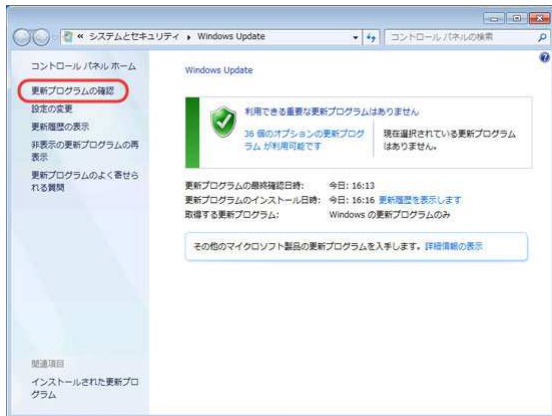 « システムとセキュリティ ▸ Windows Update
コントロール パネルの検索
コントロール パネル ホーム
更新プログラムの確認
設定の変更
更新履歴の表示
非表示の更新プログラムの再
表示
更新プログラムのよく寄せら
れる質問
関連項目
インストールされた更新プロ
グラム
Windows Update
利用できる重要な更新プログラムはありません
36 個のオプションの更新プログ
ラム が利用可能です
現在選択されている更新プログラム
はありません。
更新プログラムの最終確認日時: 今日: 16:13
更新プログラムのインストール日時: 今日: 16:16 更新履歴を表示します
取得する更新プログラム: Windows の更新プログラムのみ
その他のマイクロソフト製品の更新プログラムを入手します。 詳細情報の表示